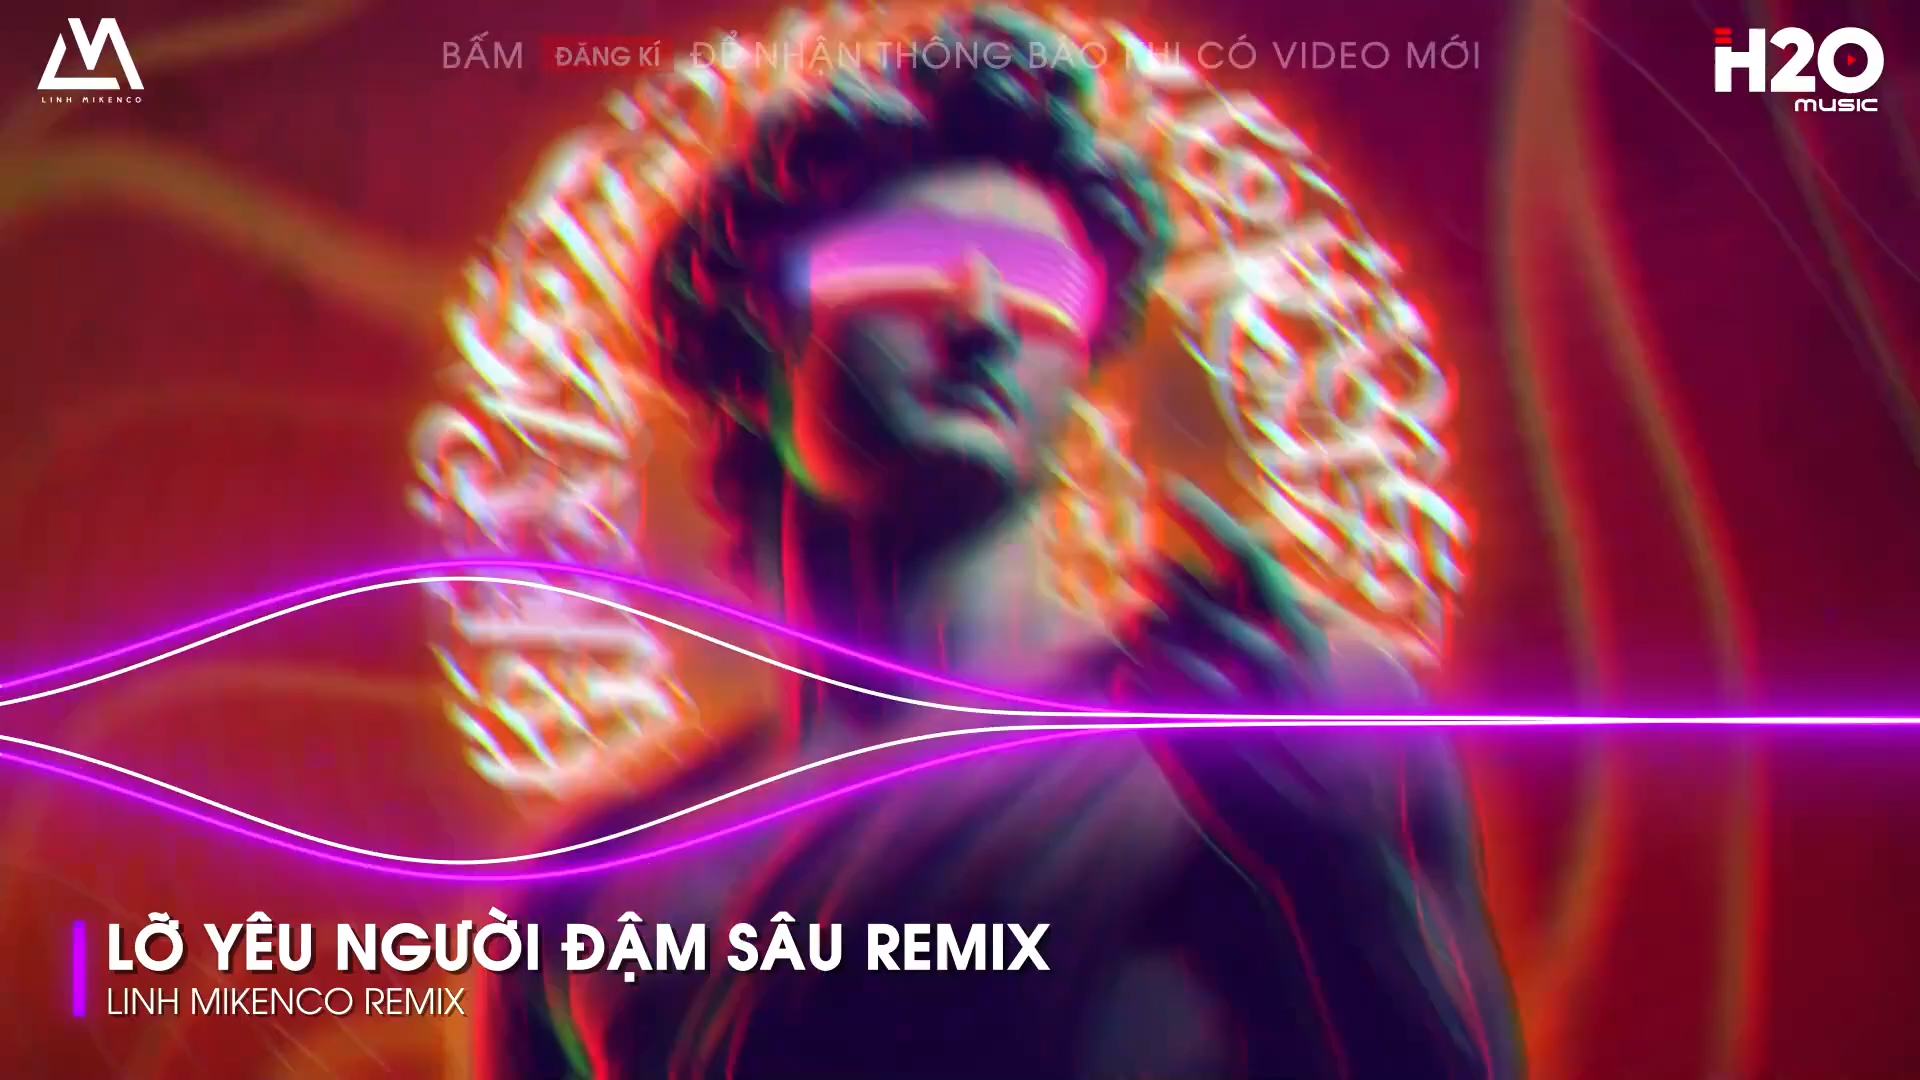 LINH MIKENCO
BẤM ĐĂNG KÍ ĐỂ NHẬN THÔNG BÁO KHI CÓ VIDEO MỚI
H2O
MUSIC
LỠ YÊU NGƯỜI ĐẬM SÂU REMIX
LINH MIKENCO REMIX